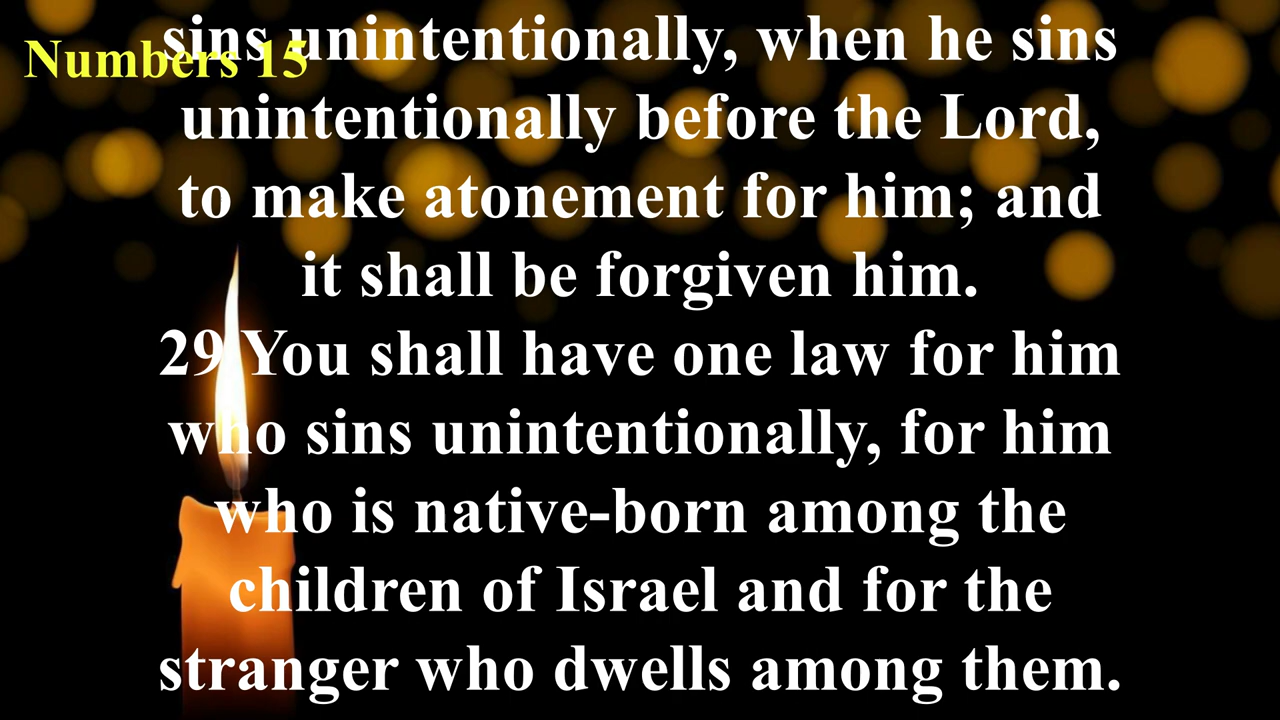 Numbers 15
sins unintentionally, when he sins
unintentionally before the Lord,
to make atonement for him; and
it shall be forgiven him.
29 You shall have one law for him
who sins unintentionally, for him
who is native-born among the
children of Israel and for the
stranger who dwells among them.